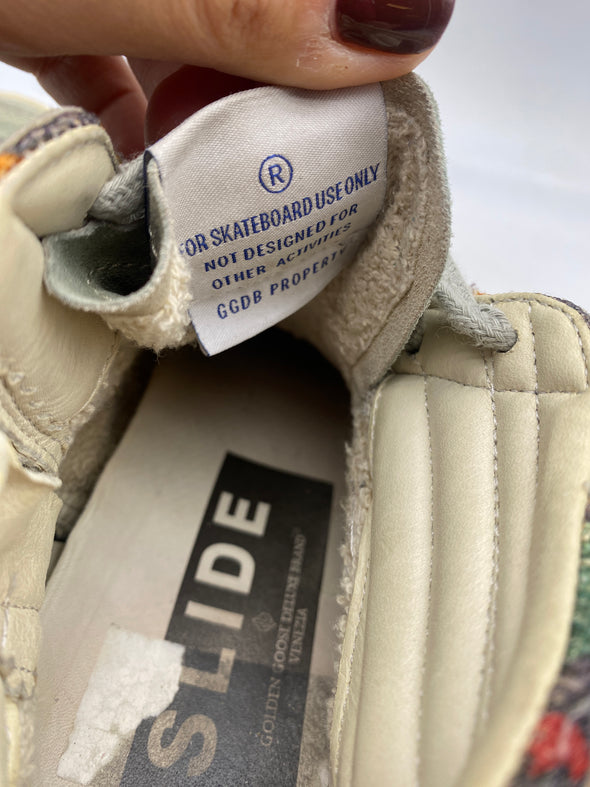 ®
FOR SKATEBOARD USE ONLY
NOT DESIGNED FOR
OTHER ACTIVITIES
GGDB PROPERTY
SLIDE
GOLDEN GOOSE DELUXE BRAND
VENEZIA